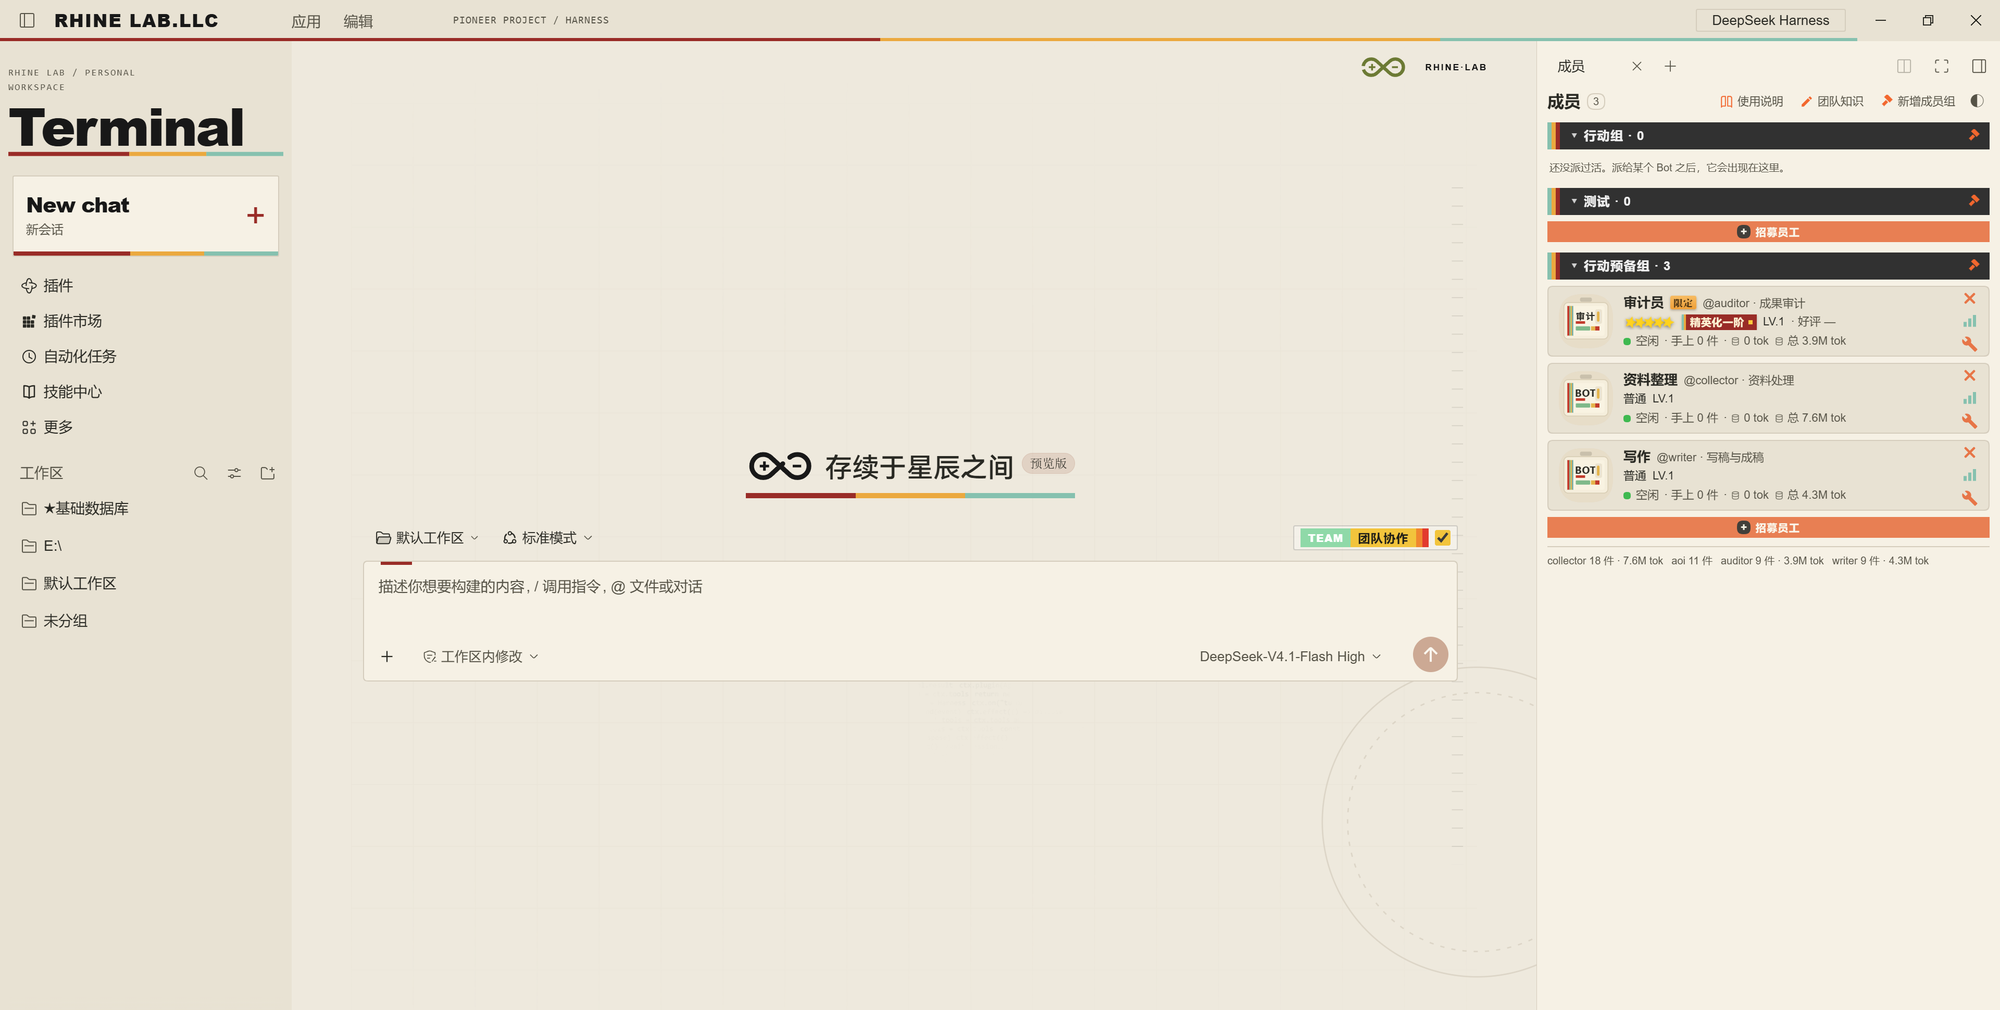 RHINE LAB.LLC
应用 编辑
PIONEER PROJECT / HARNESS
DeepSeek Harness
RHINE LAB / PERSONAL
WORKSPACE
Terminal
New chat
新会话
插件
插件市场
自动化任务
技能中心
更多
工作区
★基础数据库
E:\
默认工作区
未分组
RHINE·LAB
存续于星辰之间 预览版
默认工作区 标准模式
TEAM 团队协作
描述你想要构建的内容, / 调用指令, @ 文件或对话
工作区内修改
DeepSeek-V4.1-Flash High
成员
成员 3
使用说明 团队知识 新增成员组
行动组 · 0
还没派过活。派给某个 Bot 之后，它会出现在这里。
测试 · 0
招募员工
行动预备组 · 3
审计
审计员 限定 @auditor · 成果审计
精英化一阶 LV.1 · 好评 —
空闲 · 手上 0 件 · 0 tok 总 3.9M tok
BOT
资料整理 @collector · 资料处理
普通 LV.1
空闲 · 手上 0 件 · 0 tok 总 7.6M tok
BOT
写作 @writer · 写稿与成稿
普通 LV.1
空闲 · 手上 0 件 · 0 tok 总 4.3M tok
招募员工
collector 18 件 · 7.6M tok aoi 11 件 auditor 9 件 · 3.9M tok writer 9 件 · 4.3M tok